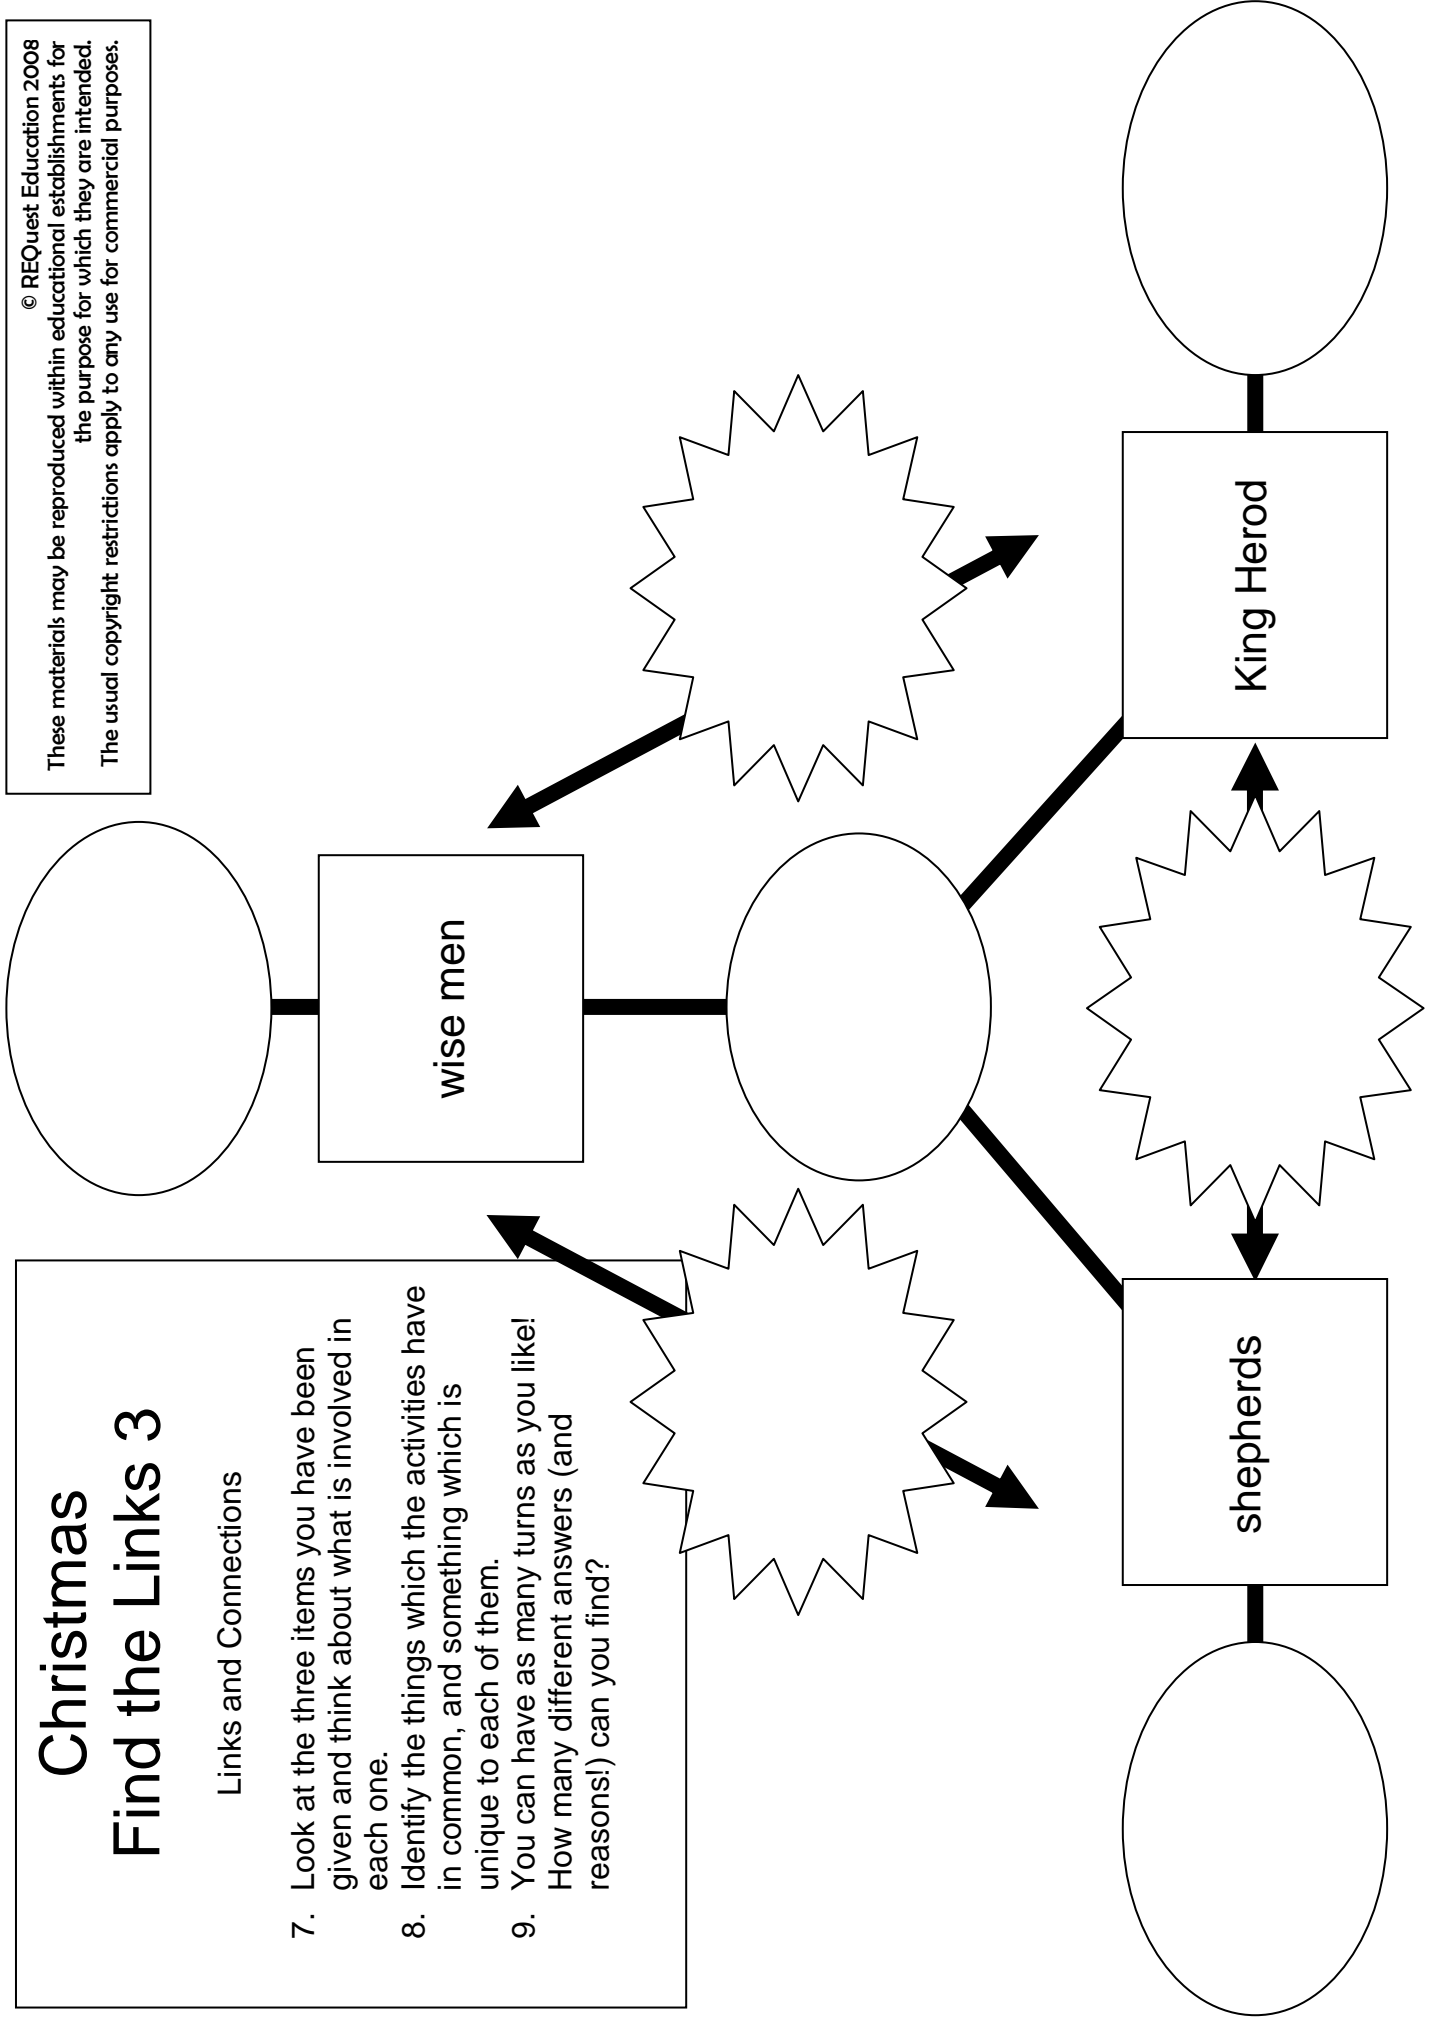 Christmas
Find the Links 3
Links and Connections
7. Look at the three items you have been
given and think about what is involved in
each one.
8. Identify the things which the activities have
in common, and something which is
unique to each of them.
9. You can have as many turns as you like!
How many different answers (and
reasons!) can you find?
wise men
shepherds
King Herod
© REQuest Education 2008
These materials may be reproduced within educational establishments for
the purpose for which they are intended.
The usual copyright restrictions apply to any use for commercial purposes.